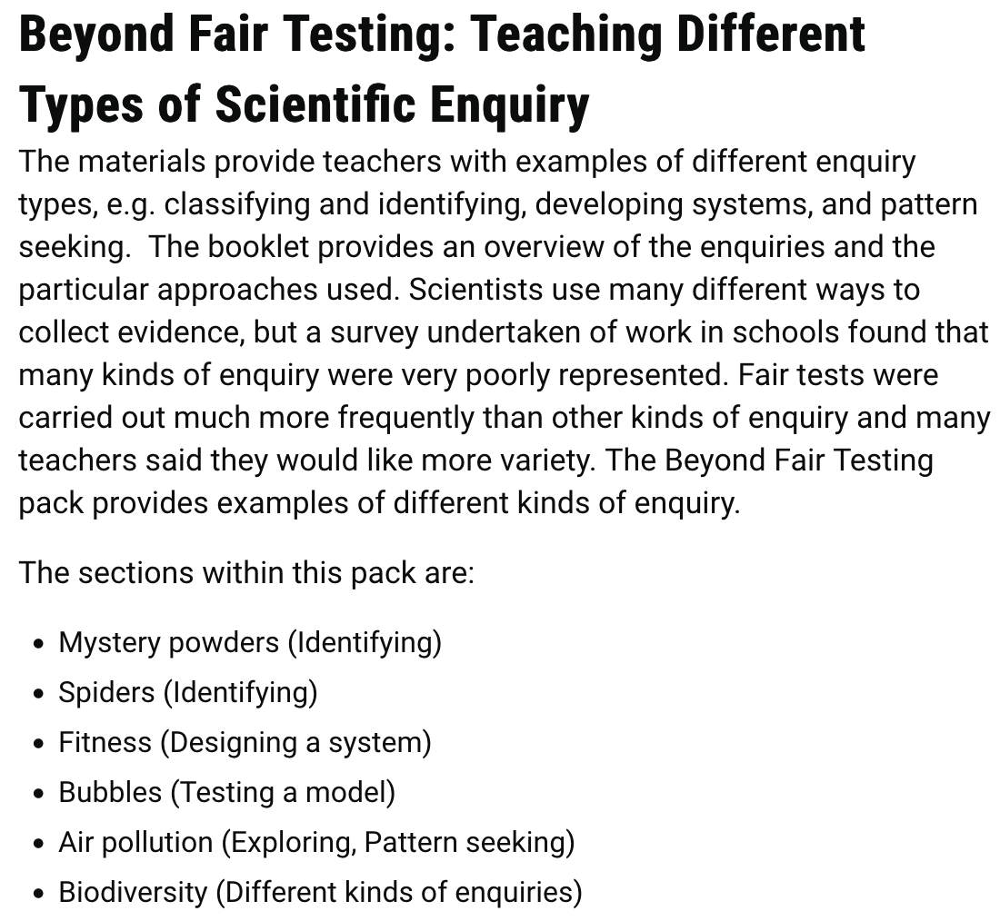 Beyond Fair Testing: Teaching Different
Types of Scientific Enquiry
The materials provide teachers with examples of different enquiry
types, e.g. classifying and identifying, developing systems, and pattern
seeking.  The booklet provides an overview of the enquiries and the
particular approaches used. Scientists use many different ways to
collect evidence, but a survey undertaken of work in schools found that
many kinds of enquiry were very poorly represented. Fair tests were
carried out much more frequently than other kinds of enquiry and many
teachers said they would like more variety. The Beyond Fair Testing
pack provides examples of different kinds of enquiry.
The sections within this pack are:
• Mystery powders (Identifying)
• Spiders (Identifying)
• Fitness (Designing a system)
• Bubbles (Testing a model)
• Air pollution (Exploring, Pattern seeking)
• Biodiversity (Different kinds of enquiries)